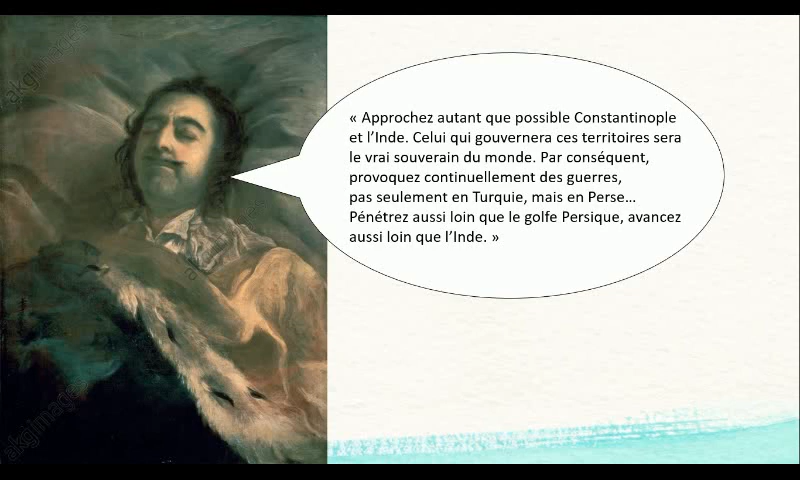 « Approchez autant que possible Constantinople
et l’Inde. Celui qui gouvernera ces territoires sera
le vrai souverain du monde. Par conséquent,
provoquez continuellement des guerres,
pas seulement en Turquie, mais en Perse...
Pénétrez aussi loin que le golfe Persique, avancez
aussi loin que l’Inde. »
akgimages